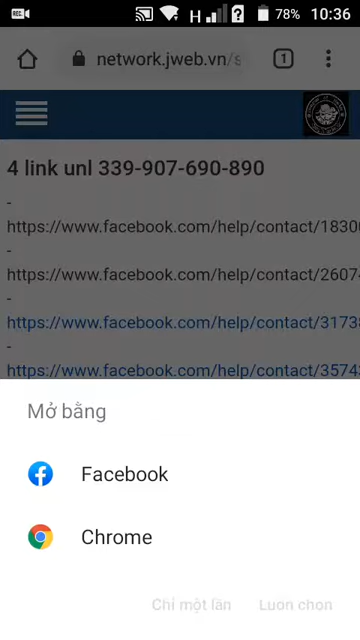 REC
H
?
78%
10:36
network.jweb.vn/s
1
4 link unl 339-907-690-890
-
https://www.facebook.com/help/contact/1830
-
https://www.facebook.com/help/contact/2607
-
https://www.facebook.com/help/contact/3173
-
https://www.facebook.com/help/contact/3574
Mở bằng
Facebook
Chrome
Chỉ một lần
Luôn chọn